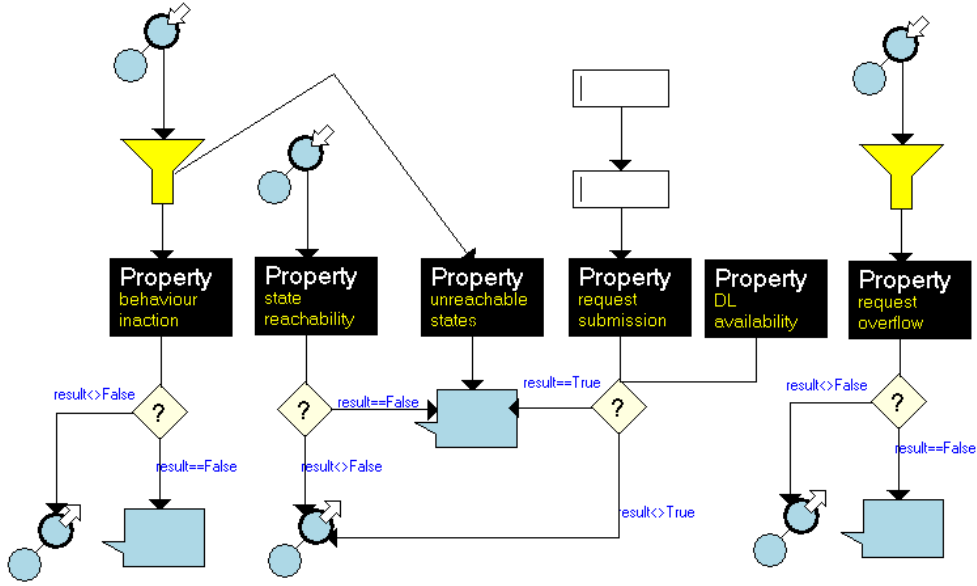 Property
behaviour
inaction
Property
state
reachability
Property
unreachable
states
Property
request
submission
Property
DL
availability
Property
request
overflow
result<>False
?
result==False
?
result==False
result<>False
result==True
?
result<>True
result<>False
?
result==False